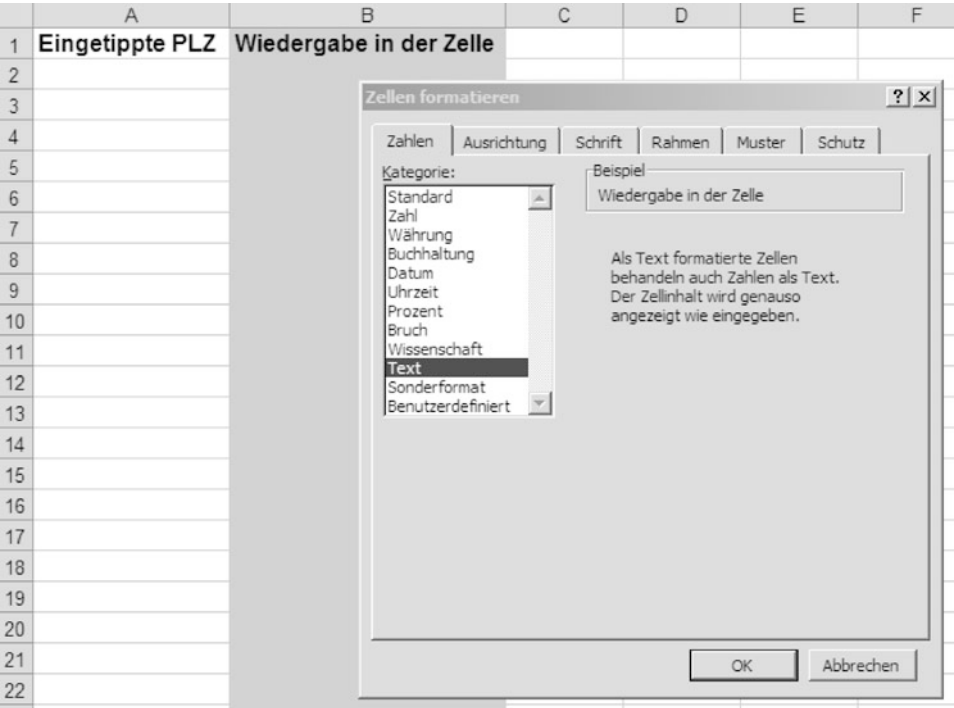 A B C D E F
1 Eingetippte PLZ Wiedergabe in der Zelle
2
3
4
5
6
7
8
9
10
11
12
13
14
15
16
17
18
19
20
21
22
Zellen formatieren ? x
Zahlen Ausrichtung Schrift Rahmen Muster Schutz
Kategorie:
Standard
Zahl
Währung
Buchhaltung
Datum
Uhrzeit
Prozent
Bruch
Wissenschaft
Text
Sonderformat
Benutzerdefiniert
Beispiel
Wiedergabe in der Zelle
Als Text formatierte Zellen
behandeln auch Zahlen als Text.
Der Zellinhalt wird genauso
angezeigt wie eingegeben.
OK Abbrechen